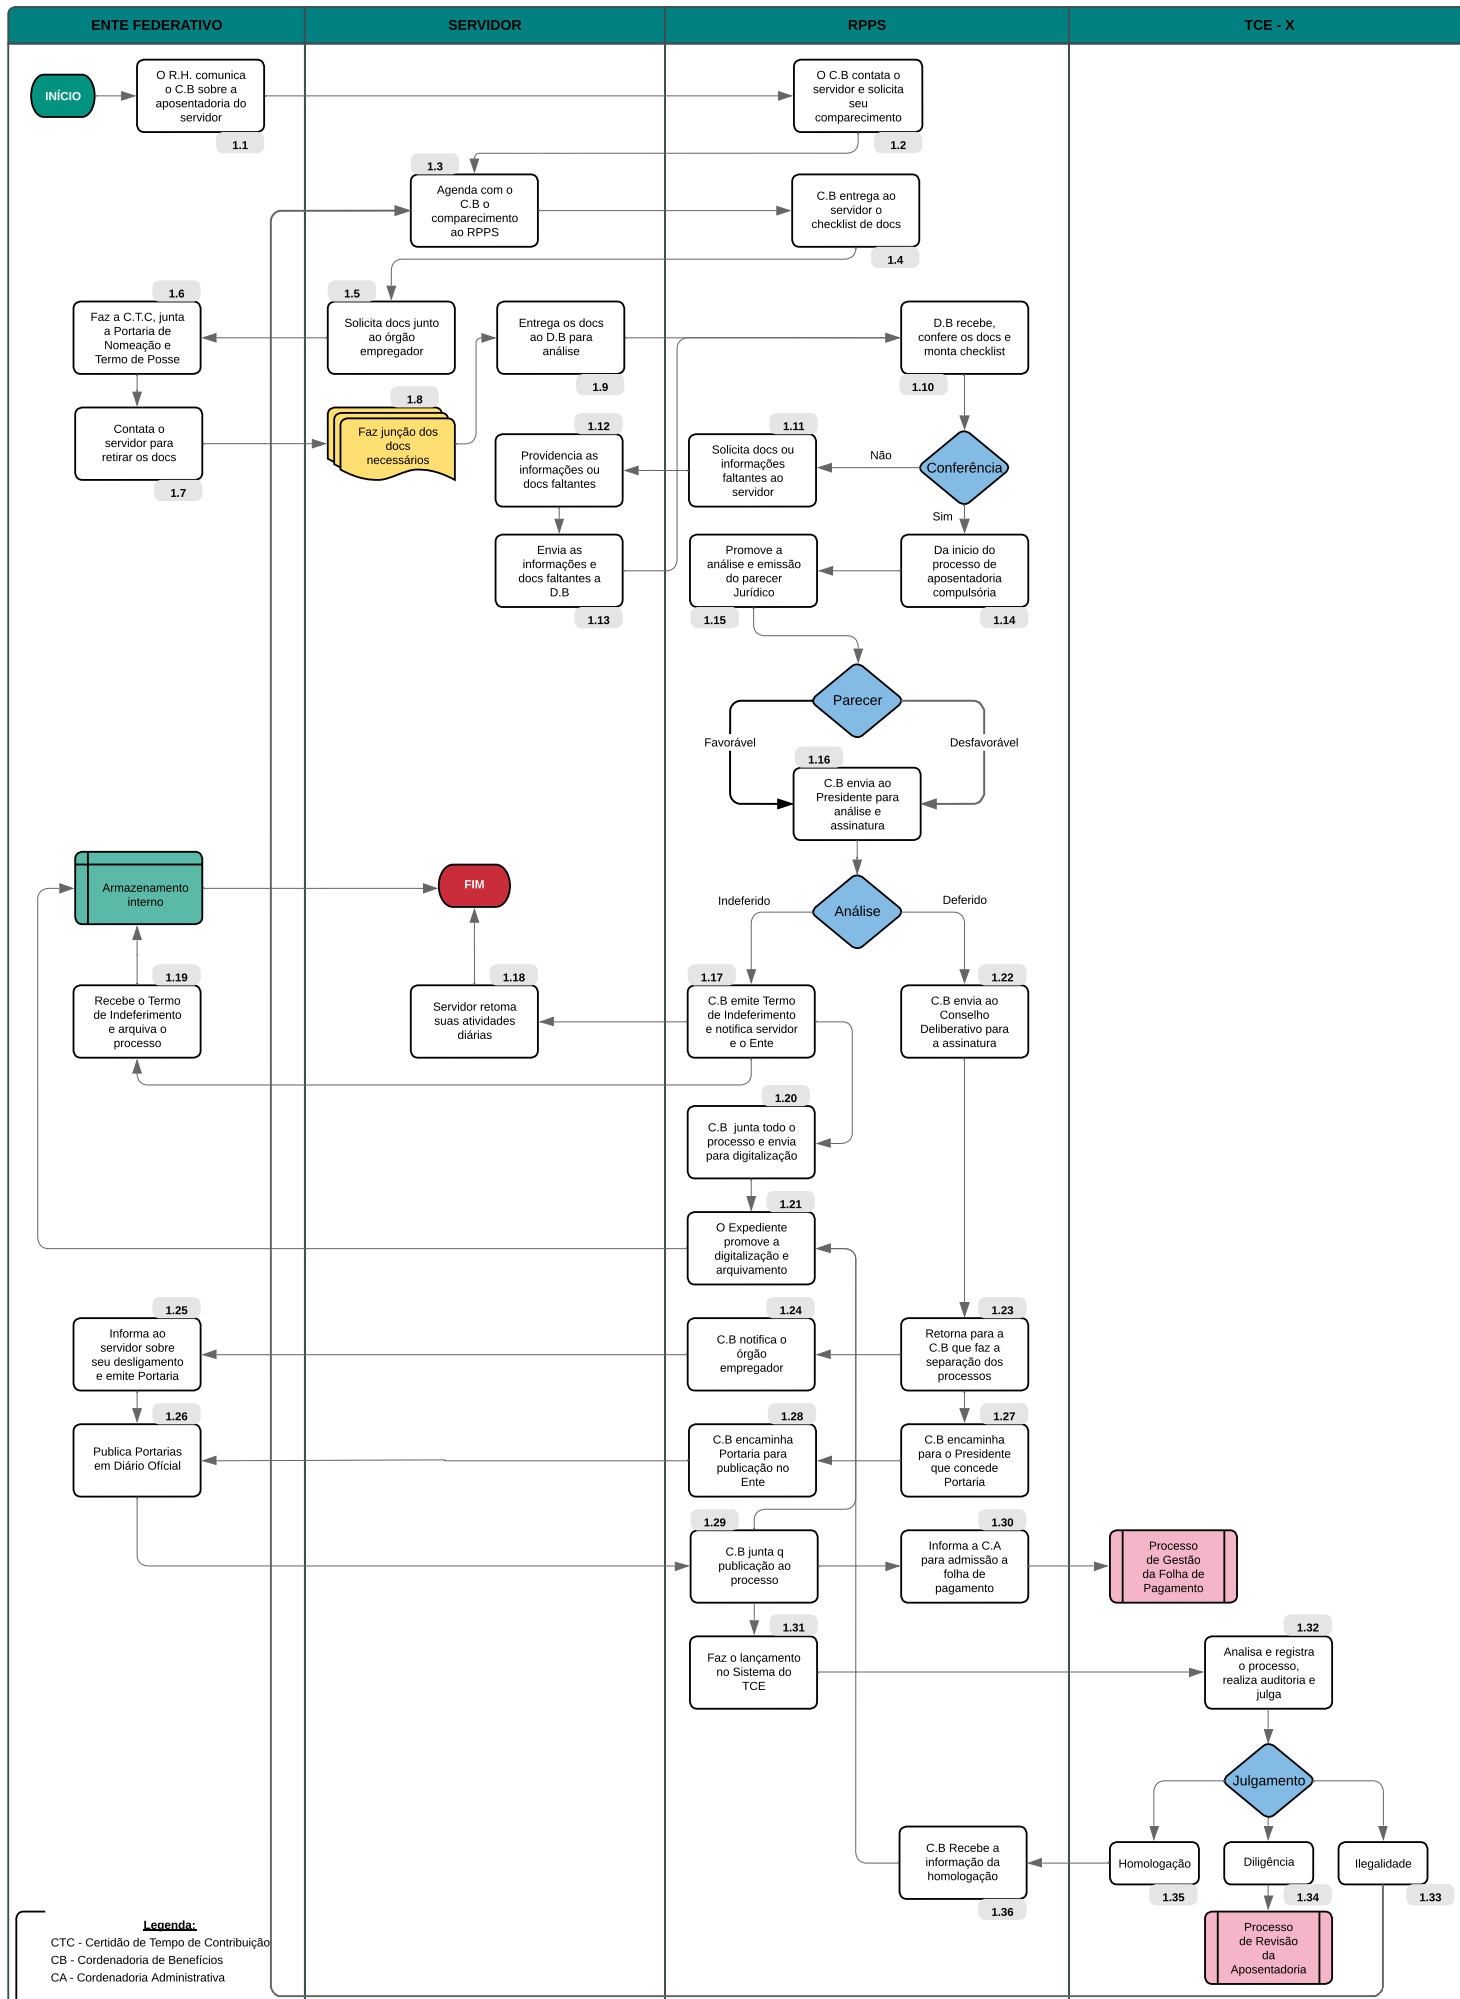 ENTE FEDERATIVO
SERVIDOR
RPPS
TCE - X
INÍCIO
O R.H. comunica
o C.B sobre a
aposentadoria do
servidor
1.1
O C.B contata o
servidor e solicita
seu
comparecimento
1.2
1.3
Agenda com o
C.B o
comparecimento
ao RPPS
C.B entrega ao
servidor o
checklist de docs
1.4
1.6
Faz a C.T.C, junta
a Portaria de
Nomeação e
Termo de Posse
1.5
Solicita docs junto
ao órgão
empregador
Entrega os docs
ao D.B para
análise
1.9
D.B recebe,
confere os docs e
monta checklist
1.10
Contata o
servidor para
retirar os docs
1.7
1.8
Faz junção dos
docs
necessários
1.12
Providencia as
informações ou
docs faltantes
1.11
Solicita docs ou
informações
faltantes ao
servidor
Não
Conferência
Sim
Envia as
informações e
docs faltantes a
D.B
1.13
Promove a
análise e emissão
do parecer
Jurídico
1.15
Da inicio do
processo de
aposentadoria
compulsória
1.14
Parecer
Favorável
Desfavorável
1.16
C.B envia ao
Presidente para
análise e
assinatura
Armazenamento
interno
FIM
Indeferido
Análise
Deferido
1.19
Recebe o Termo
de Indeferimento
e arquiva o
processo
1.18
Servidor retoma
suas atividades
diárias
1.17
C.B emite Termo
de Indeferimento
e notifica servidor
e o Ente
1.22
C.B envia ao
Conselho
Deliberativo para
a assinatura
1.20
C.B  junta todo o
processo e envia
para digitalização
1.21
O Expediente
promove a
digitalização e
arquivamento
1.25
Informa ao
servidor sobre
seu desligamento
e emite Portaria
1.24
C.B notifica o
órgão
empregador
1.23
Retorna para a
C.B que faz a
separação dos
processos
1.26
Publica Portarias
em Diário Ofícial
1.28
C.B encaminha
Portaria para
publicação no
Ente
1.27
C.B encaminha
para o Presidente
que concede
Portaria
1.29
C.B junta q
publicação ao
processo
1.30
Informa a C.A
para admissão a
folha de
pagamento
Processo
de Gestão
da Folha de
Pagamento
1.31
Faz o lançamento
no Sistema do
TCE
1.32
Analisa e registra
o processo,
realiza auditoria e
julga
Julgamento
C.B Recebe a
informação da
homologação
1.36
Homologação
1.35
Diligência
1.34
Ilegalidade
1.33
Processo
de Revisão
da
Aposentadoria
Legenda:
CTC - Certidão de Tempo de Contribuição
CB - Cordenadoria de Benefícios
CA - Cordenadoria Administrativa